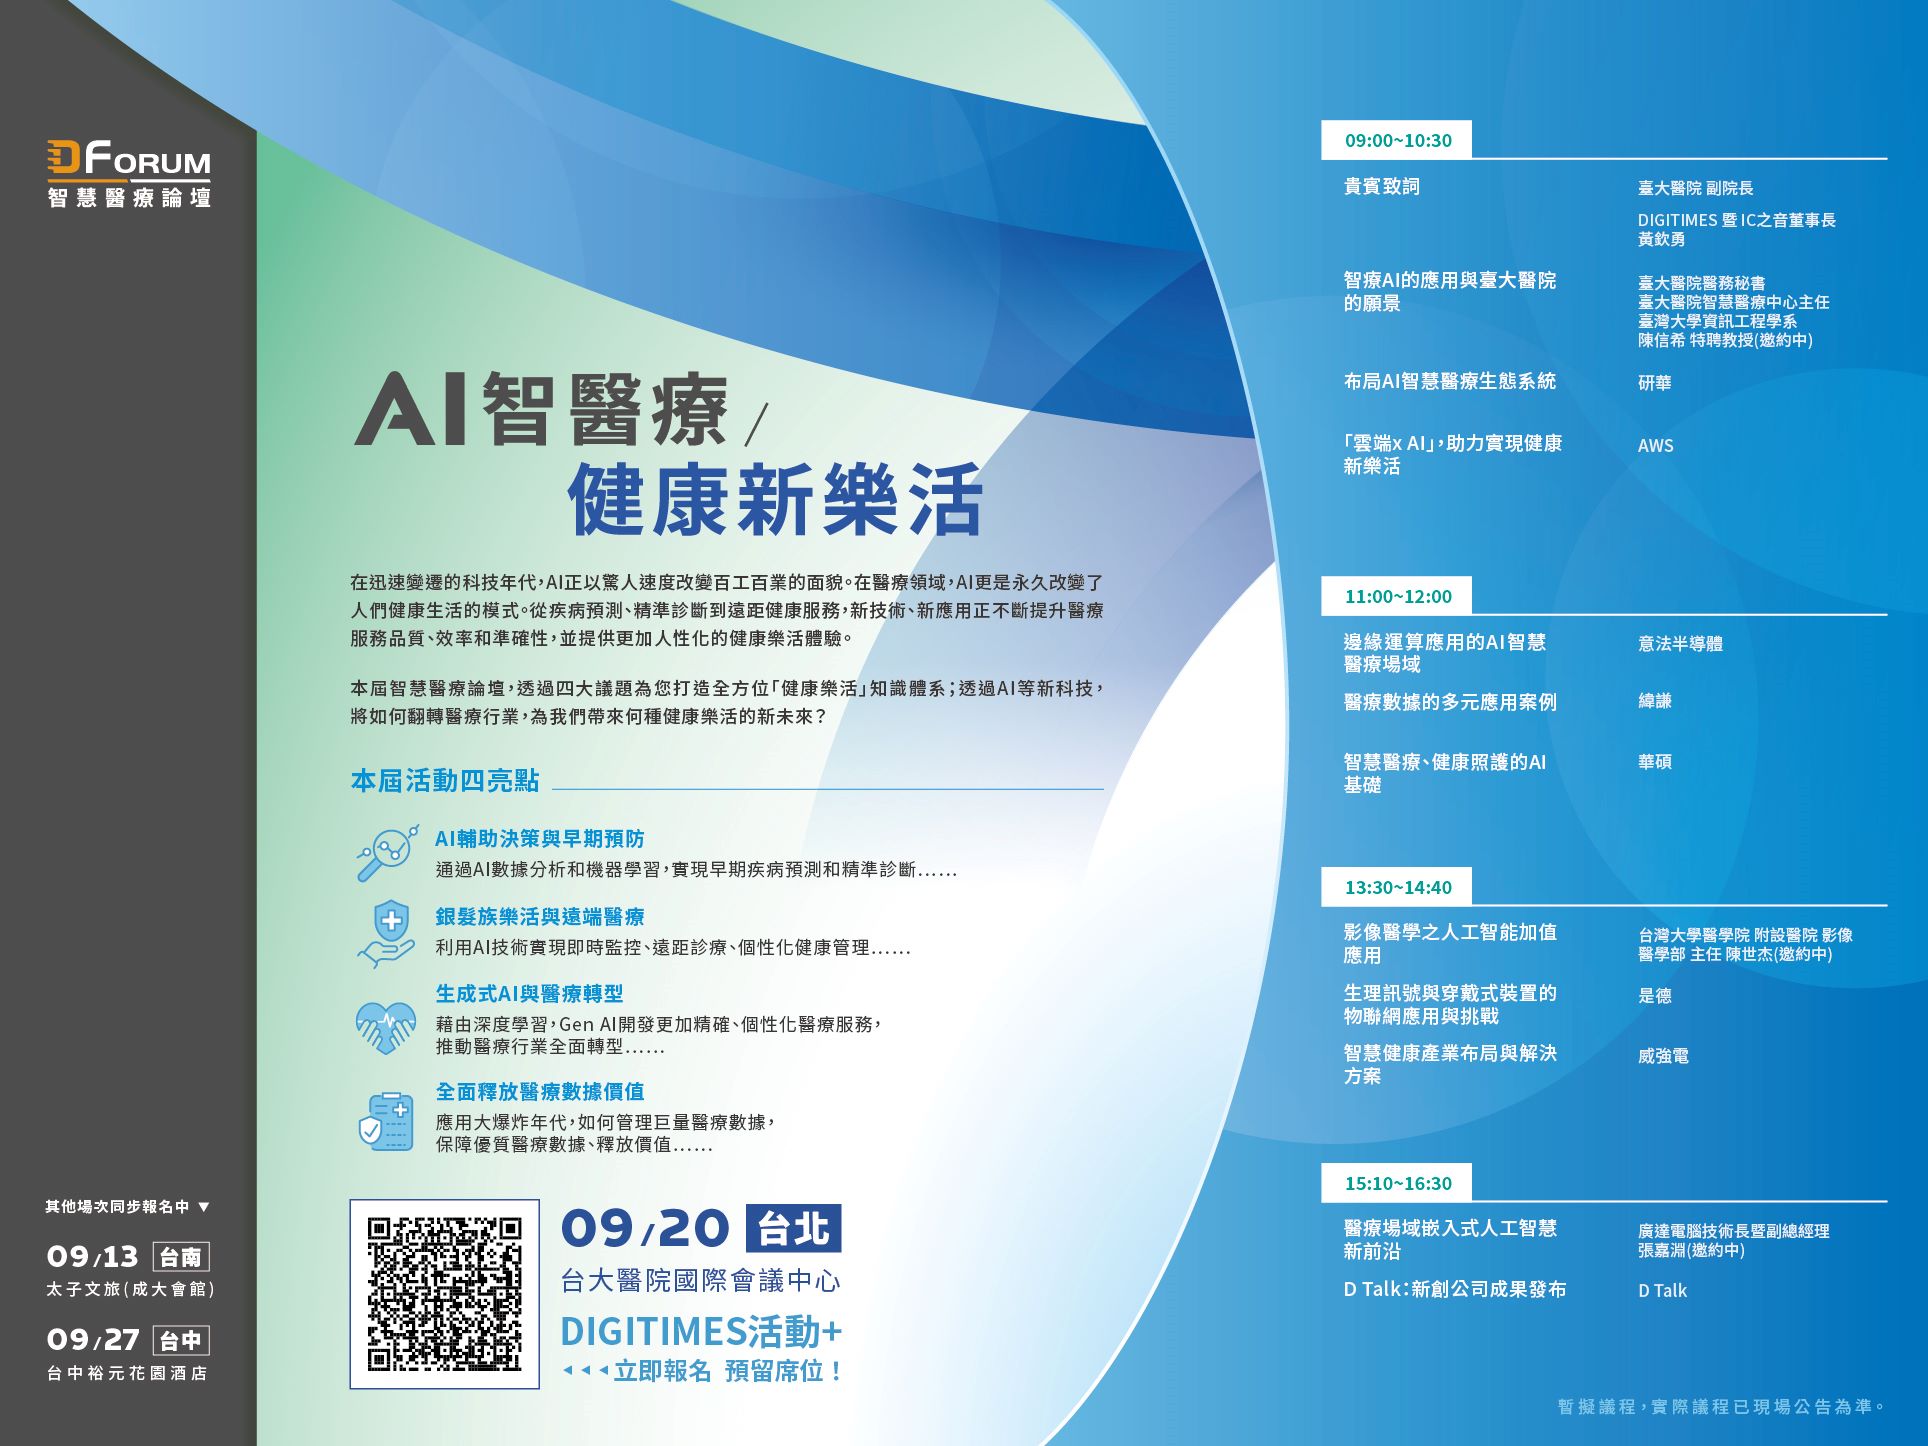 DFORUM
智慧醫療論壇
其他場次同步報名中 ▼
09/13 台南
太子文旅(成大會館)
09/27 台中
台中裕元花園酒店
AI智醫療/
健康新樂活
在迅速變遷的科技年代,AI正以驚人速度改變百工百業的面貌。在醫療領域,AI更是永久改變了
人們健康生活的模式。從疾病預測、精準診斷到遠距健康服務,新技術、新應用正不斷提升醫療
服務品質、效率和準確性,並提供更加人性化的健康樂活體驗。
本屆智慧醫療論壇,透過四大議題為您打造全方位「健康樂活」知識體系;透過AI等新科技,
將如何翻轉醫療行業,為我們帶來何種健康樂活的新未來?
本屆活動四亮點
AI輔助決策與早期預防
通過AI數據分析和機器學習,實現早期疾病預測和精準診斷......
銀髮族樂活與遠端醫療
利用AI技術實現即時監控、遠距診療、個性化健康管理......
生成式AI與醫療轉型
藉由深度學習,Gen AI開發更加精確、個性化醫療服務,
推動醫療行業全面轉型......
全面釋放醫療數據價值
應用大爆炸年代,如何管理巨量醫療數據,
保障優質醫療數據、釋放價值......
09/20 台北
台大醫院國際會議中心
DIGITIMES活動+
立即報名 預留席位!
09:00~10:30
貴賓致詞
臺大醫院 副院長
DIGITIMES 暨 IC之音董事長
黃欽勇
智療AI的應用與臺大醫院
的願景
臺大醫院醫務秘書
臺大醫院智慧醫療中心主任
臺灣大學資訊工程學系
陳信希 特聘教授(邀約中)
布局AI智慧醫療生態系統
研華
「雲端x AI」,助力實現健康
新樂活
AWS
11:00~12:00
邊緣運算應用的AI智慧
醫療場域
意法半導體
醫療數據的多元應用案例
緯謙
智慧醫療、健康照護的AI
基礎
華碩
13:30~14:40
影像醫學之人工智能加值
應用
台灣大學醫學院 附設醫院 影像
醫學部 主任 陳世杰(邀約中)
生理訊號與穿戴式裝置的
物聯網應用與挑戰
是德
智慧健康產業布局與解決
方案
威強電
15:10~16:30
醫療場域嵌入式人工智慧
新前沿
廣達電腦技術長暨副總經理
張嘉淵(邀約中)
D Talk:新創公司成果發布
D Talk
暫擬議程,實際議程已現場公告為準。